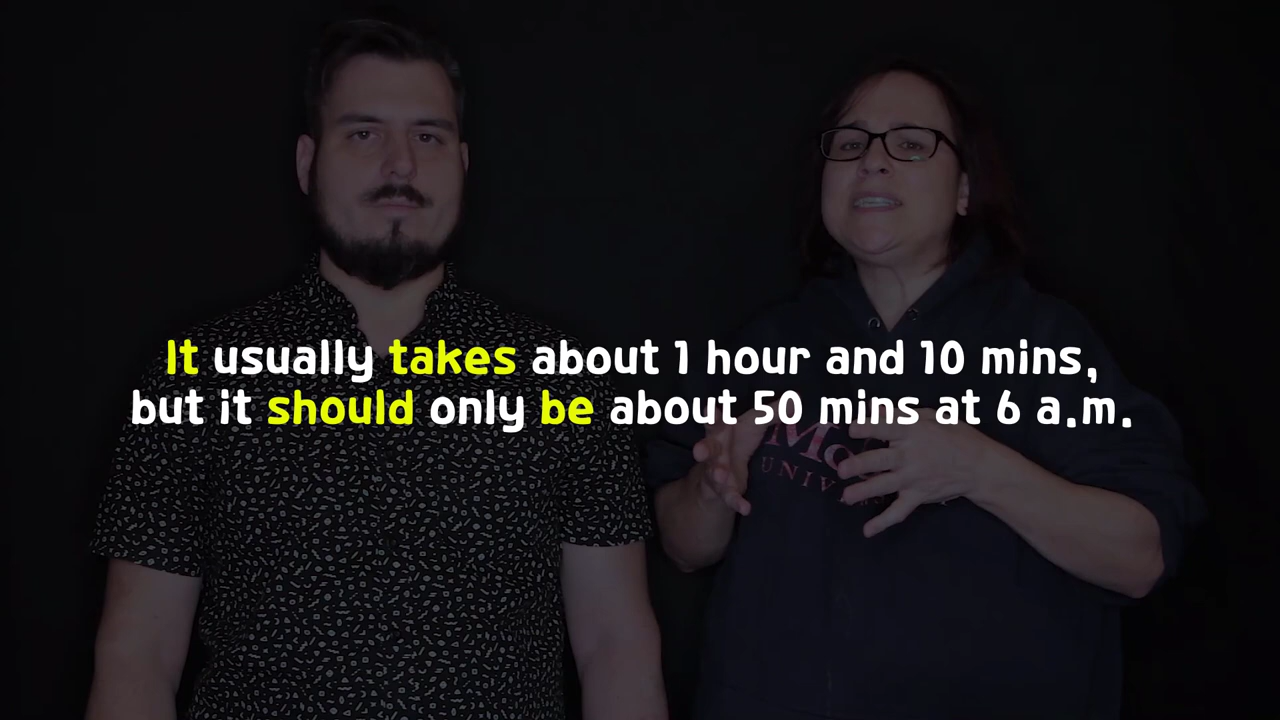 It usually takes about 1 hour and 10 mins,
but it should only be about 50 mins at 6 a.m.